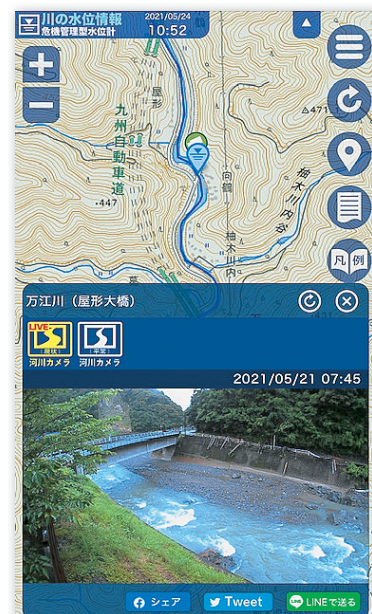 川の水位情報
危機管理型水位計
2021/05/24
10:52
屋形
九州自動車道
・447
△471
向鶴
柚木川内谷
柚木川内
凡例
万江川（屋形大橋）
LIVE
現状
平常
河川カメラ
河川カメラ
2021/05/21 07:45
シェア
Tweet
LINEで送る